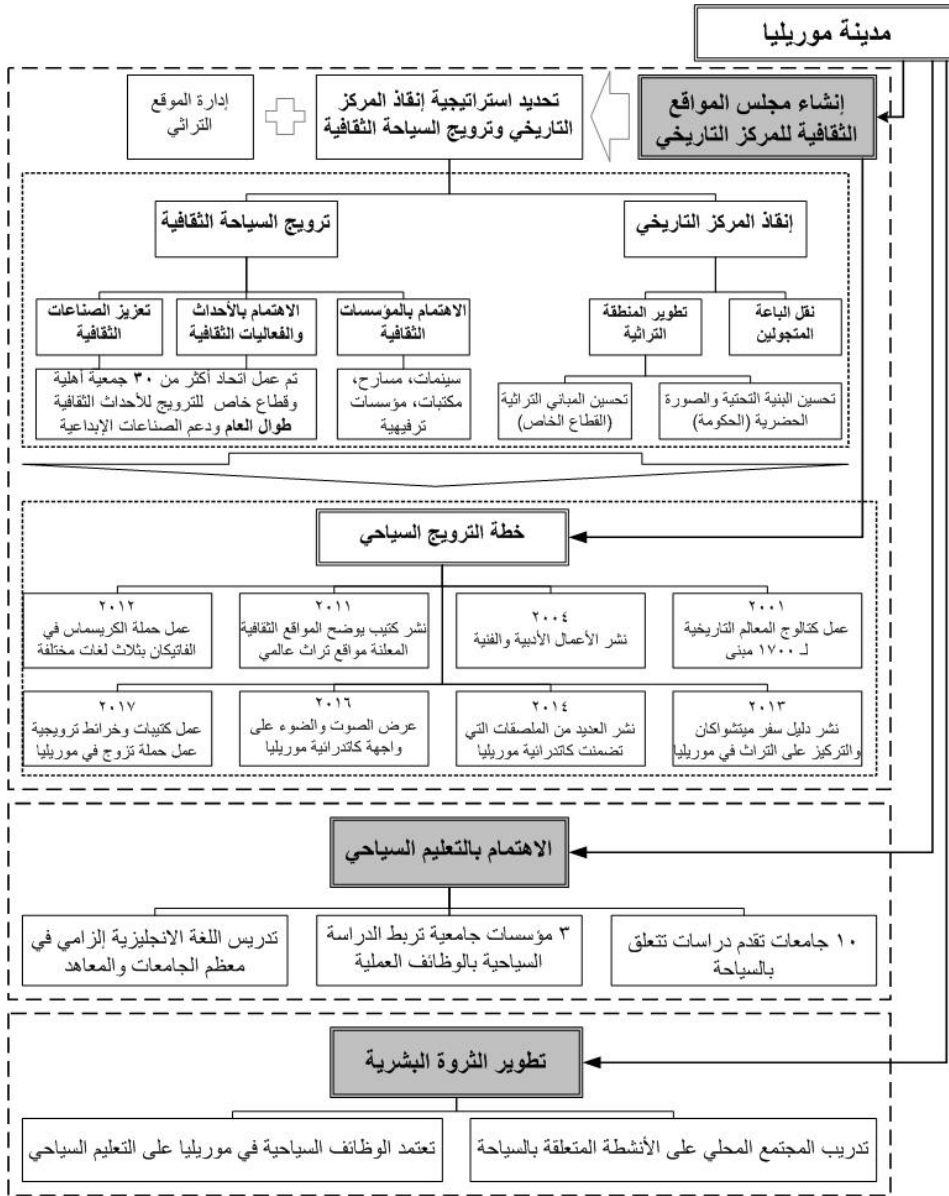 مدينة موريليا
إنشاء مجلس المواقع
الثقافية للمركز التاريخي
تحديد استراتيجية إنقاذ المركز
التاريخي وترويج السياحة الثقافية
إدارة الموقع
التراثي
إنقاذ المركز التاريخي
ترويج السياحة الثقافية
نقل الباعة
المتجولين
تطوير المنطقة
التراثية
الاهتمام بالمؤسسات
الثقافية
الاهتمام بالأحداث
والفعاليات الثقافية
تعزيز الصناعات
الثقافية
تحسين البنية التحتية والصورة
الحضرية (الحكومة)
تحسين المباني التراثية
(القطاع الخاص)
سينمات، مسارح،
مكتبات، مؤسسات
ترفيهية
تم عمل اتحاد أكثر من ٣٠ جمعية أهلية
وقطاع خاص للترويج للأحداث الثقافية
طوال العام ودعم الصناعات الإبداعية
خطة الترويج السياحي
٢٠٠١
عمل كتالوج المعالم التاريخية
لـ ١٧٠٠ مبنى
٢٠٠٤
نشر الأعمال الأدبية والفنية
٢٠١١
نشر كتيب يوضح المواقع الثقافية
المعلنة مواقع تراث عالمي
٢٠١٢
عمل حملة الكريسماس في
الفاتيكان بثلاث لغات مختلفة
٢٠١٣
نشر دليل سفر ميتشواكان
والتركيز على التراث في موريليا
٢٠١٤
نشر العديد من الملصقات التي
تضمنت كاتدرائية موريليا
٢٠١٦
عرض الصوت والضوء على
واجهة كاتدرائية موريليا
٢٠١٧
عمل كتيبات وخرائط ترويجية
عمل حملة تزوج في موريليا
الاهتمام بالتعليم السياحي
١٠ جامعات تقدم دراسات تتعلق
بالسياحة
٣ مؤسسات جامعية تربط الدراسة
السياحية بالوظائف العملية
تدريس اللغة الانجليزية إلزامي في
معظم الجامعات والمعاهد
تطوير الثروة البشرية
تدريب المجتمع المحلي على الأنشطة المتعلقة بالسياحة
تعتمد الوظائف السياحية في موريليا على التعليم السياحي